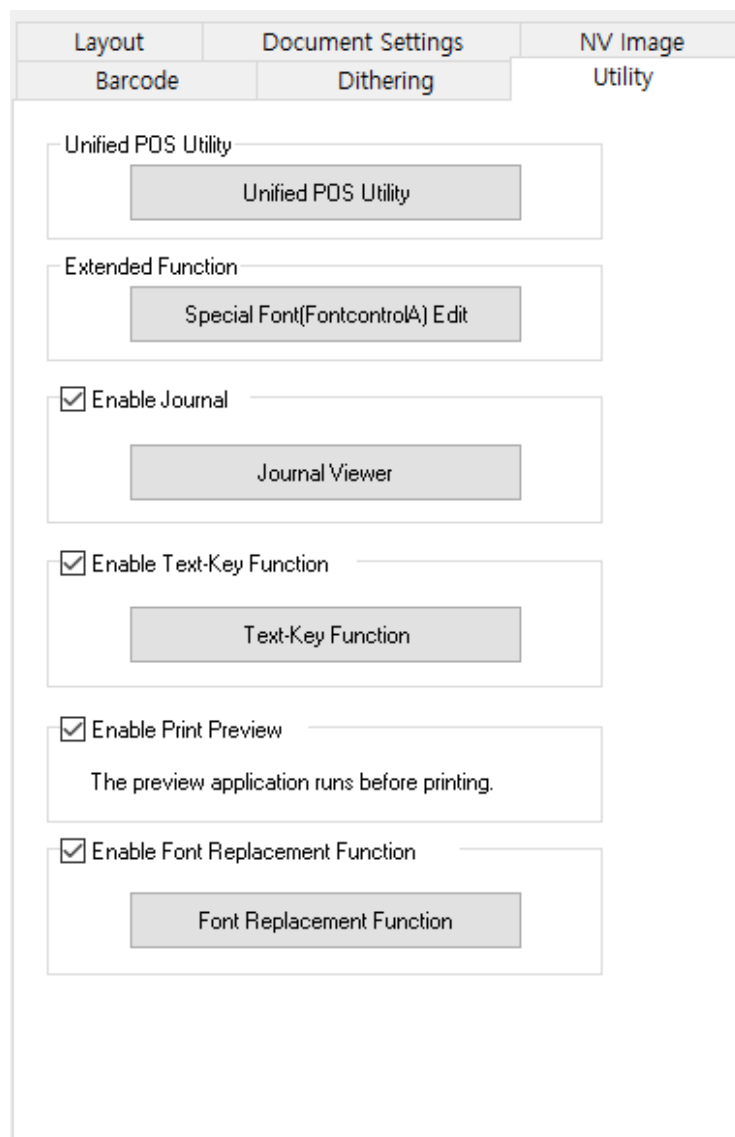 Layout
Document Settings
NV Image
Barcode
Dithering
Utility
Unified POS Utility
Unified POS Utility
Extended Function
Special Font(FontcontrolA) Edit
Enable Journal
Journal Viewer
Enable Text-Key Function
Text-Key Function
Enable Print Preview
The preview application runs before printing.
Enable Font Replacement Function
Font Replacement Function